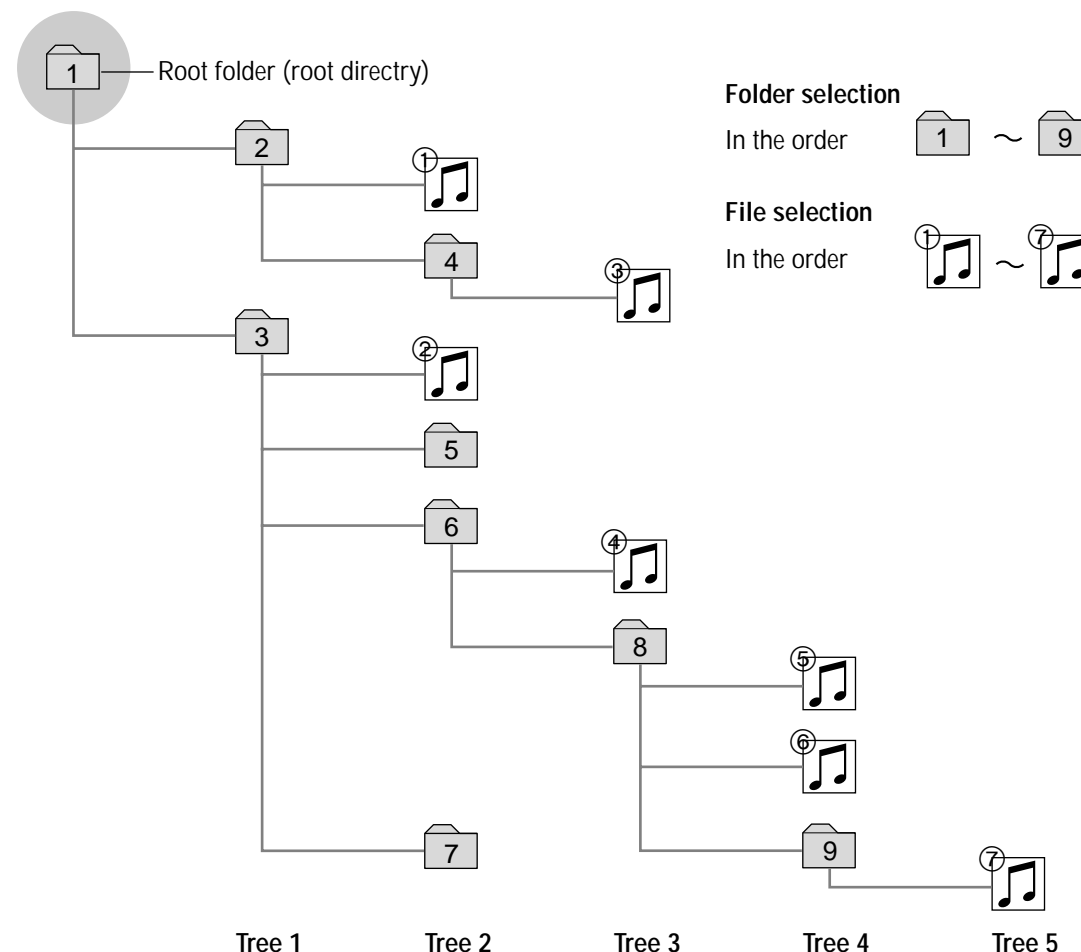 1
Root folder (root directry)
Folder selection
In the order 1 ～ 9
File selection
In the order ① ～ ⑦
2
①
4
③
3
②
5
6
④
8
⑤
⑥
7
9
⑦
Tree 1 Tree 2 Tree 3 Tree 4 Tree 5